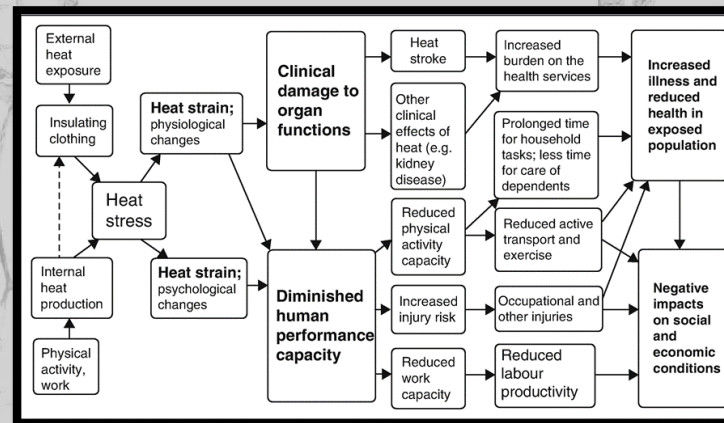 External
heat
exposure
Insulating
clothing
Heat
stress
Internal
heat
production
Physical
activity,
work
Heat strain;
physiological
changes
Heat strain;
psychological
changes
Clinical
damage to
organ
functions
Diminished
human
performance
capacity
Heat
stroke
Other
clinical
effects of
heat (e.g.
kidney
disease)
Reduced
physical
activity
capacity
Increased
injury risk
Reduced
work
capacity
Increased
burden on the
health services
Prolonged time
for household
tasks; less time
for care of
dependents
Reduced active
transport and
exercise
Occupational and
other injuries
Reduced
labour
productivity
Increased
illness and
reduced
health in
exposed
population
Negative
impacts
on social
and
economic
conditions